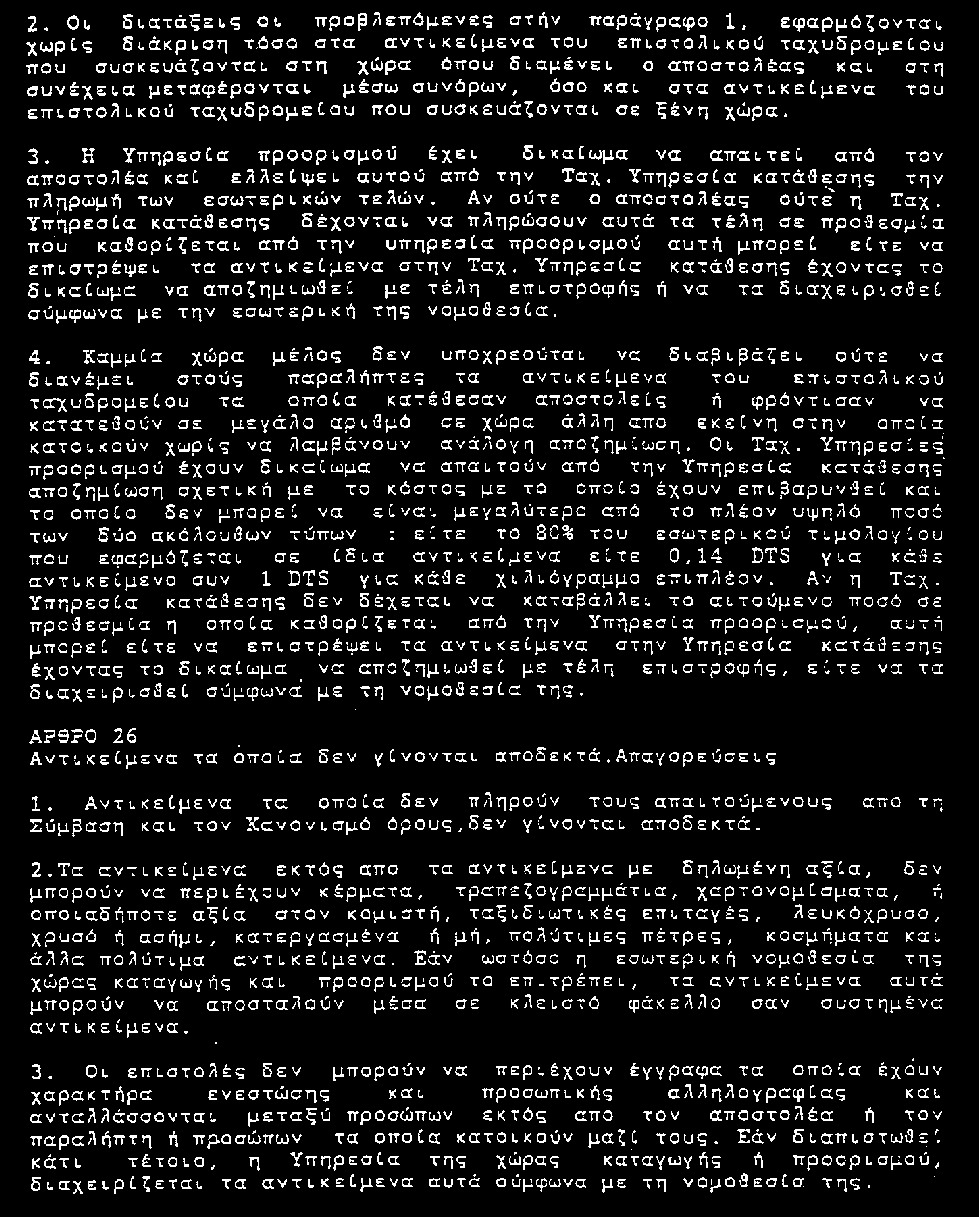 2. Οι διατάξεις οι προβλεπόμενες στήν παράγραφο 1, εφαρμόζονται
χωρίς διάκριση τόσο στα αντικείμενα του επιστολικού ταχυδρομείου
που συσκευάζονται στη χώρα όπου διαμένει ο αποστολέας και στη
συνέχεια μεταφέρονται μέσω συνόρων, όσο και στα αντικείμενα του
επιστολικού ταχυδρομείου που συσκευάζονται σε ξένη χώρα.
3. Η Υπηρεσία προορισμού έχει δικαίωμα να απαιτεί από τον
αποστολέα καί ελλείψει αυτού από την Ταχ. Υπηρεσία κατάθεσης την
πληρωμή των εσωτερικών τελών. Αν ούτε ο αποστολέας ούτε η Ταχ.
Υπηρεσία κατάθεσης δέχονται να πληρώσουν αυτά τα τέλη σε προθεσμία
που καθορίζεται από την υπηρεσία προορισμού αυτή μπορεί είτε να
επιστρέψει τα αντικείμενα στην Ταχ. Υπηρεσία κατάθεσης έχοντας το
δικαίωμα να αποζημιωθεί με τέλη επιστροφής ή να τα διαχειρισθεί
σύμφωνα με την εσωτερική της νομοθεσία.
4. Καμμία χώρα μέλος δεν υποχρεούται να διαβιβάζει ούτε να
διανέμει στούς παραλήπτες τα αντικείμενα του επιστολικού
ταχυδρομείου τα οποία κατέθεσαν αποστολείς ή φρόντισαν να
κατατεθούν σε μεγάλο αριθμό σε χώρα άλλη απο εκείνη στην οποία
κατοικούν χωρίς να λαμβάνουν ανάλογη αποζημίωση. Οι Ταχ. Υπηρεσίες
προορισμού έχουν δικαίωμα να απαιτούν από την Υπηρεσία κατάθεσης
αποζημίωση σχετική με το κόστος με το οποίο έχουν επιβαρυνθεί και
το οποίο δεν μπορεί να είναι μεγαλύτερο από το πλέον υψηλό ποσό
των δύο ακόλουθων τύπων : είτε το 80% του εσωτερικού τιμολογίου
που εφαρμόζεται σε ίδια αντικείμενα είτε 0,14 DTS για κάθε
αντικείμενο συν 1 DTS για κάθε χιλιόγραμμο επιπλέον. Αν η Ταχ.
Υπηρεσία κατάθεσης δεν δέχεται να καταβάλλει το αιτούμενο ποσό σε
προθεσμία η οποία καθορίζεται από την Υπηρεσία προορισμού, αυτή
μπορεί είτε να επιστρέψει τα αντικείμενα στην Υπηρεσία κατάθεσης
έχοντας το δικαίωμα να αποζημιωθεί με τέλη επιστροφής, είτε να τα
διαχειρισθεί σύμφωνα με τη νομοθεσία της.
ΑΡΘΡΟ 26
Αντικείμενα τα όποία δεν γίνονται αποδεκτά.Απαγορεύσεις
1. Αντικείμενα τα οποία δεν πληρούν τους απαιτούμενους απο τη
Σύμβαση και τον Κανονισμό όρους,δεν γίνονται αποδεκτά.
2.Τα αντικείμενα εκτός απο τα αντικείμενα με δηλωμένη αξία, δεν
μπορούν να περιέχουν κέρματα, τραπεζογραμμάτια, χαρτονομίσματα, ή
οποιαδήποτε αξία στον κομιστή, ταξιδιωτικές επιταγές, λευκόχρυσο,
χρυσό ή ασήμι, κατεργασμένα ή μή, πολύτιμες πέτρες, κοσμήματα και
άλλα πολύτιμα αντικείμενα. Εάν ωστόσο η εσωτερική νομοθεσία της
χώρας καταγωγής και προορισμού το επιτρέπει, τα αντικείμενα αυτά
μπορούν να αποσταλούν μέσα σε κλειστό φάκελλο σαν συστημένα
αντικείμενα.
3. Οι επιστολές δεν μπορούν να περιέχουν έγγραφα τα οποία έχουν
χαρακτήρα ενεστώσης και προσωπικής αλληλογραφίας και
ανταλλάσσονται μεταξύ προσώπων εκτός απο τον αποστολέα ή τον
παραλήπτη ή προσώπων τα οποία κατοικούν μαζί τους. Εάν διαπιστωθεί
κάτι τέτοιο, η Υπηρεσία της χώρας καταγωγής ή προορισμού,
διαχειρίζεται τα αντικείμενα αυτά σύμφωνα με τη νομοθεσία της.